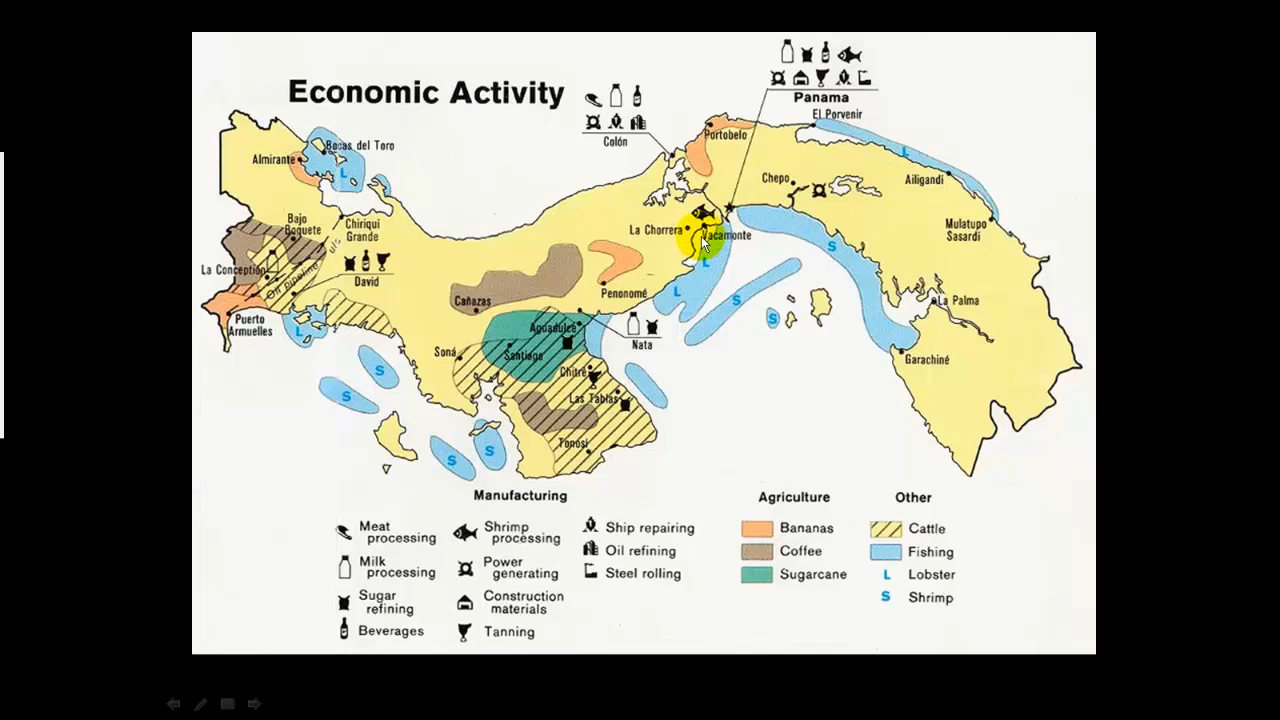 Economic Activity
Panama
El Porvenir
Colón
Portobelo
Bocas del Toro
Almirante
Chepo
Ailigandi
Bajo
Boquete
Chiriqui
Grande
La Chorrera
Vacamonte
Mulatupo
Sasardi
La Conception
Oil pipeline
David
L
S
L
L
S
Penonomé
Cañazas
La Palma
Puerto
Armuelles
L
S
Aguadulce
Nata
Soná
Santiago
Garachiné
S
Chitré
S
Las Tablas
Tonosí
S
S
L
Manufacturing
Meat
processing
Milk
processing
Sugar
refining
Beverages
Shrimp
processing
Power
generating
Construction
materials
Tanning
Ship repairing
Oil refining
Steel rolling
Agriculture
Bananas
Coffee
Sugarcane
Other
Cattle
Fishing
L Lobster
S Shrimp